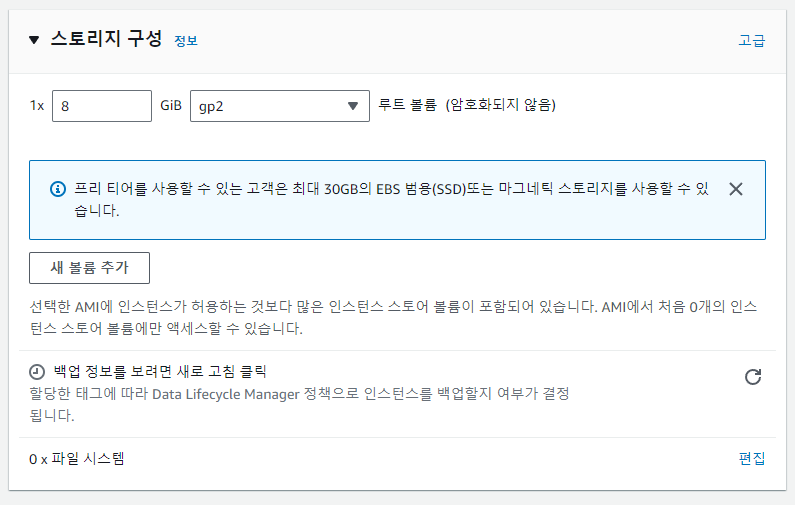 스토리지 구성 정보 고급
1x 8 GiB gp2 루트 볼륨 (암호화되지 않음)
프리 티어를 사용할 수 있는 고객은 최대 30GB의 EBS 범용(SSD)또는 마그네틱 스토리지를 사용할 수 있
습니다.
새 볼륨 추가
선택한 AMI에 인스턴스가 허용하는 것보다 많은 인스턴스 스토어 볼륨이 포함되어 있습니다. AMI에서 처음 0개의 인스
턴스 스토어 볼륨에만 액세스할 수 있습니다.
백업 정보를 보려면 새로 고침 클릭
할당한 태그에 따라 Data Lifecycle Manager 정책으로 인스턴스를 백업할지 여부가 결정
됩니다.
0 x 파일 시스템 편집